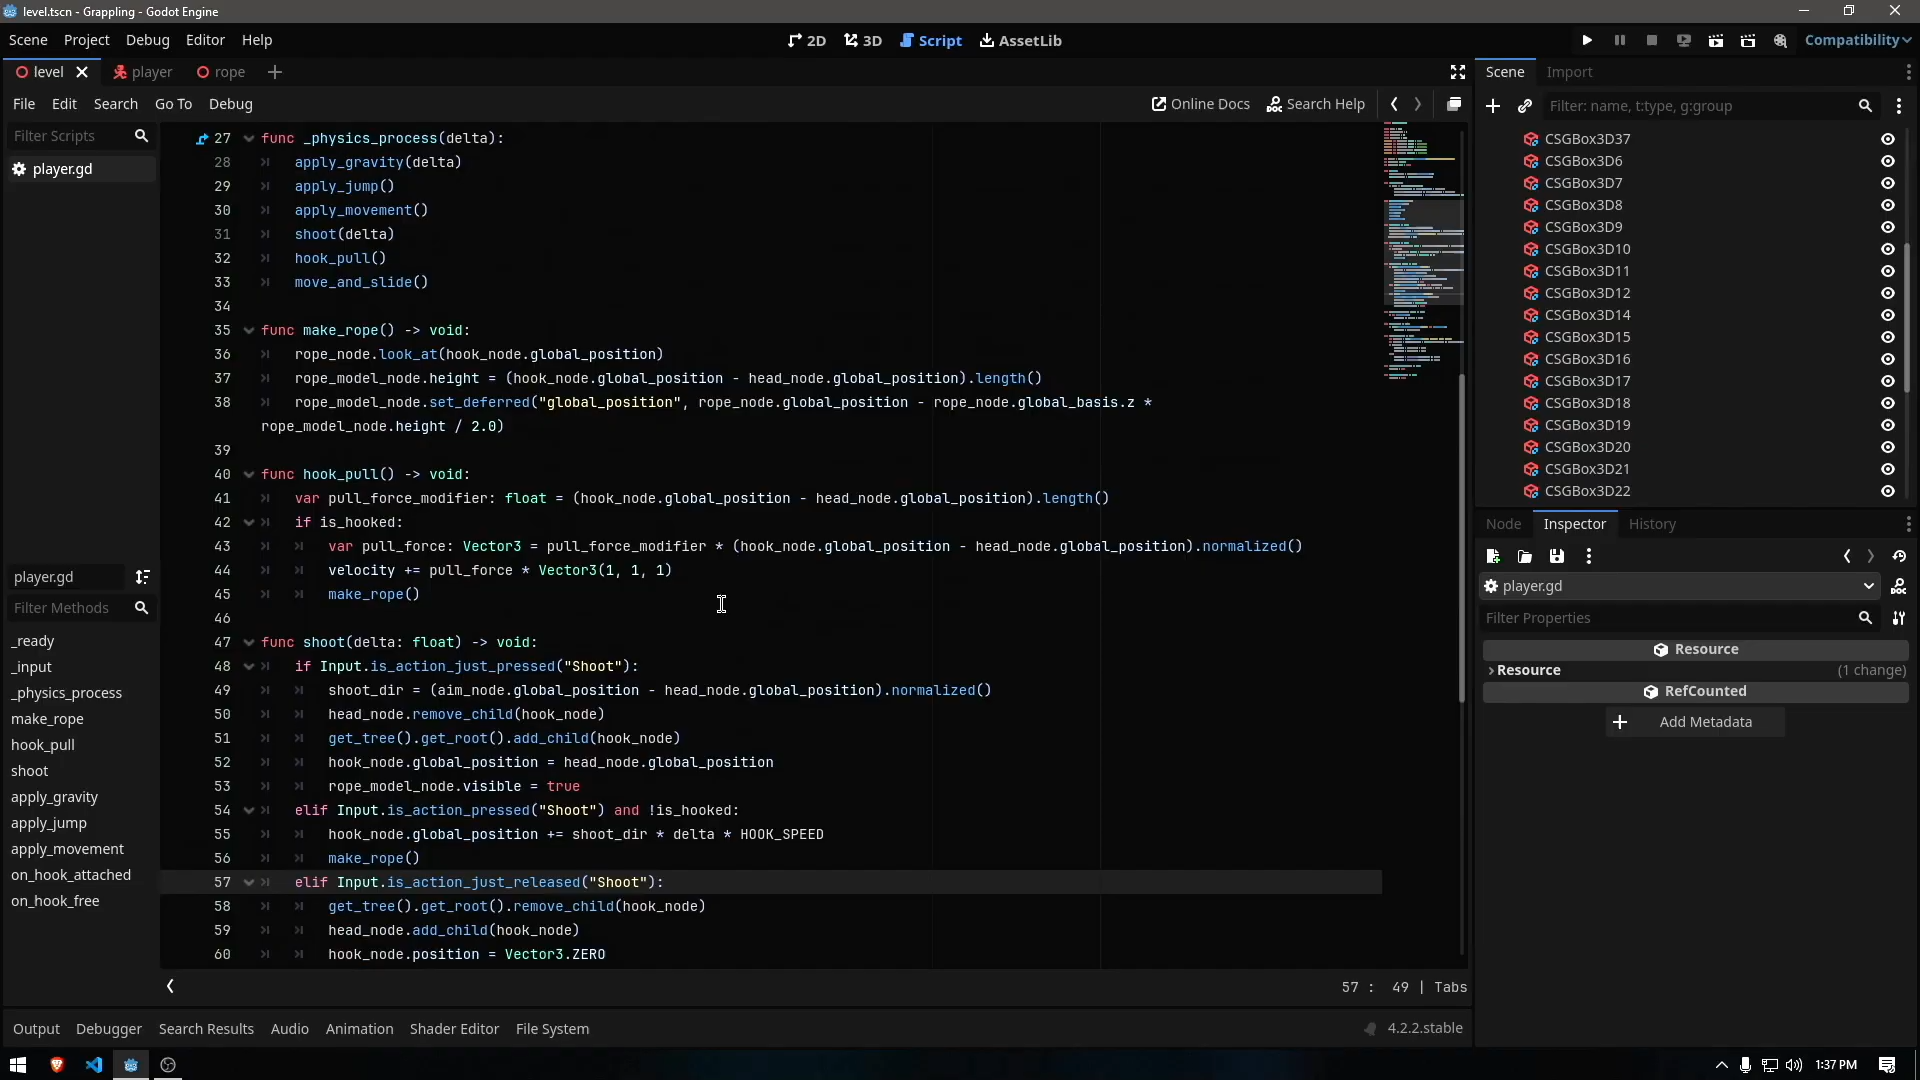 level.tscn - Grappling - Godot Engine
Scene Project Debug Editor Help
2D 3D Script AssetLib
Compatibility
level player rope
File Edit Search Go To Debug
Online Docs Search Help
Filter Scripts
player.gd
player.gd
Filter Methods
_ready
_input
_physics_process
make_rope
hook_pull
shoot
apply_gravity
apply_jump
apply_movement
on_hook_attached
on_hook_free
27 func _physics_process(delta):
28 apply_gravity(delta)
29 apply_jump()
30 apply_movement()
31 shoot(delta)
32 hook_pull()
33 move_and_slide()
34
35 func make_rope() -> void:
36 rope_node.look_at(hook_node.global_position)
37 rope_model_node.height = (hook_node.global_position - head_node.global_position).length()
38 rope_model_node.set_deferred("global_position", rope_node.global_position - rope_node.global_basis.z *
rope_model_node.height / 2.0)
39
40 func hook_pull() -> void:
41 var pull_force_modifier: float = (hook_node.global_position - head_node.global_position).length()
42 if is_hooked:
43 var pull_force: Vector3 = pull_force_modifier * (hook_node.global_position - head_node.global_position).normalized()
44 velocity += pull_force * Vector3(1, 1, 1)
45 make_rope()
46
47 func shoot(delta: float) -> void:
48 if Input.is_action_just_pressed("Shoot"):
49 shoot_dir = (aim_node.global_position - head_node.global_position).normalized()
50 head_node.remove_child(hook_node)
51 get_tree().get_root().add_child(hook_node)
52 hook_node.global_position = head_node.global_position
53 rope_model_node.visible = true
54 elif Input.is_action_pressed("Shoot") and !is_hooked:
55 hook_node.global_position += shoot_dir * delta * HOOK_SPEED
56 make_rope()
57 elif Input.is_action_just_released("Shoot"):
58 get_tree().get_root().remove_child(hook_node)
59 head_node.add_child(hook_node)
60 hook_node.position = Vector3.ZERO
57 : 49 | Tabs
Scene Import
Filter: name, t:type, g:group
CSGBox3D37
CSGBox3D6
CSGBox3D7
CSGBox3D8
CSGBox3D9
CSGBox3D10
CSGBox3D11
CSGBox3D12
CSGBox3D14
CSGBox3D15
CSGBox3D16
CSGBox3D17
CSGBox3D18
CSGBox3D19
CSGBox3D20
CSGBox3D21
CSGBox3D22
Node Inspector History
player.gd
Filter Properties
Resource
Resource (1 change)
RefCounted
Add Metadata
Output Debugger Search Results Audio Animation Shader Editor File System
4.2.2.stable
1:37 PM